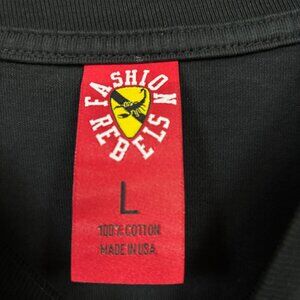 FASHION
REBELS
L
100% COTTON
MADE IN USA